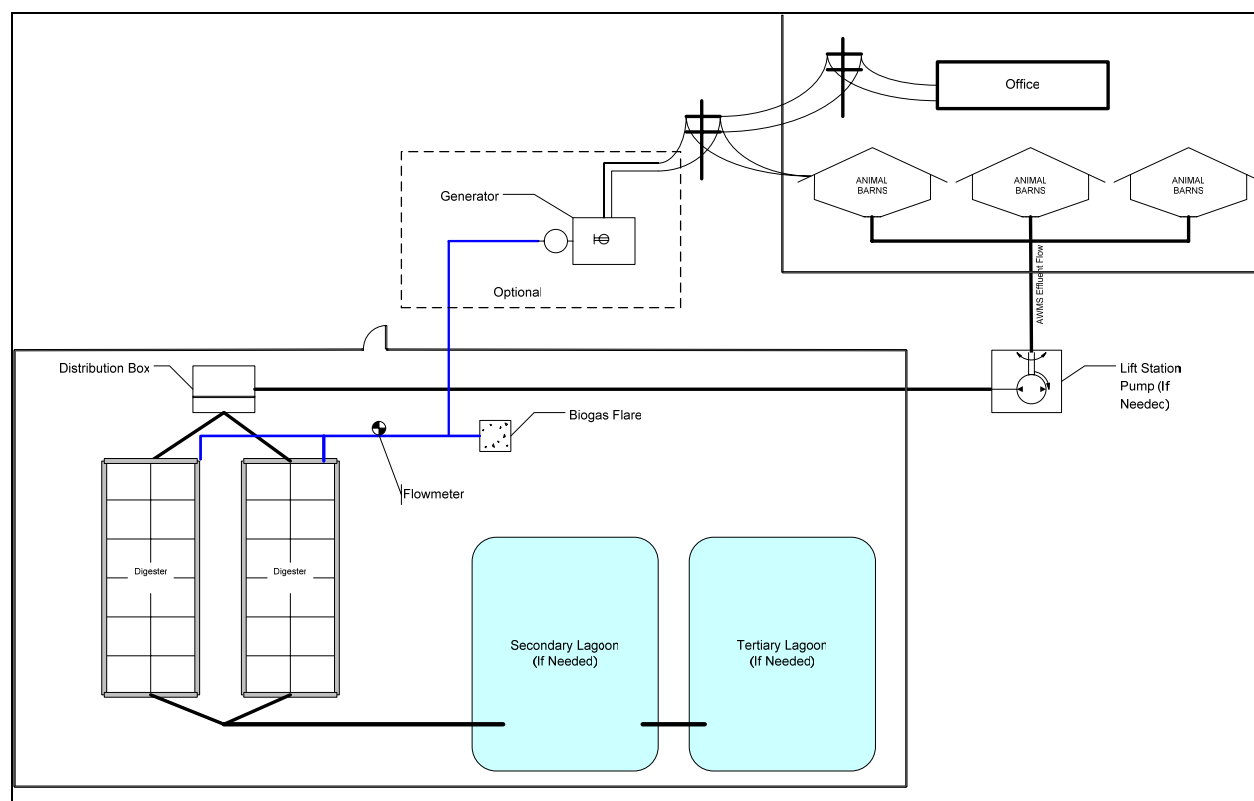 Office
ANIMAL
BARNS
ANIMAL
BARNS
ANIMAL
BARNS
Generator
Optional
AWMS Effluent Flow
Distribution Box
Lift Station
Pump (If
Needec)
Biogas Flare
Flowmeter
Digester
Digester
Secondary Lagoon
(If Needed)
Tertiary Lagoon
(If Needed)